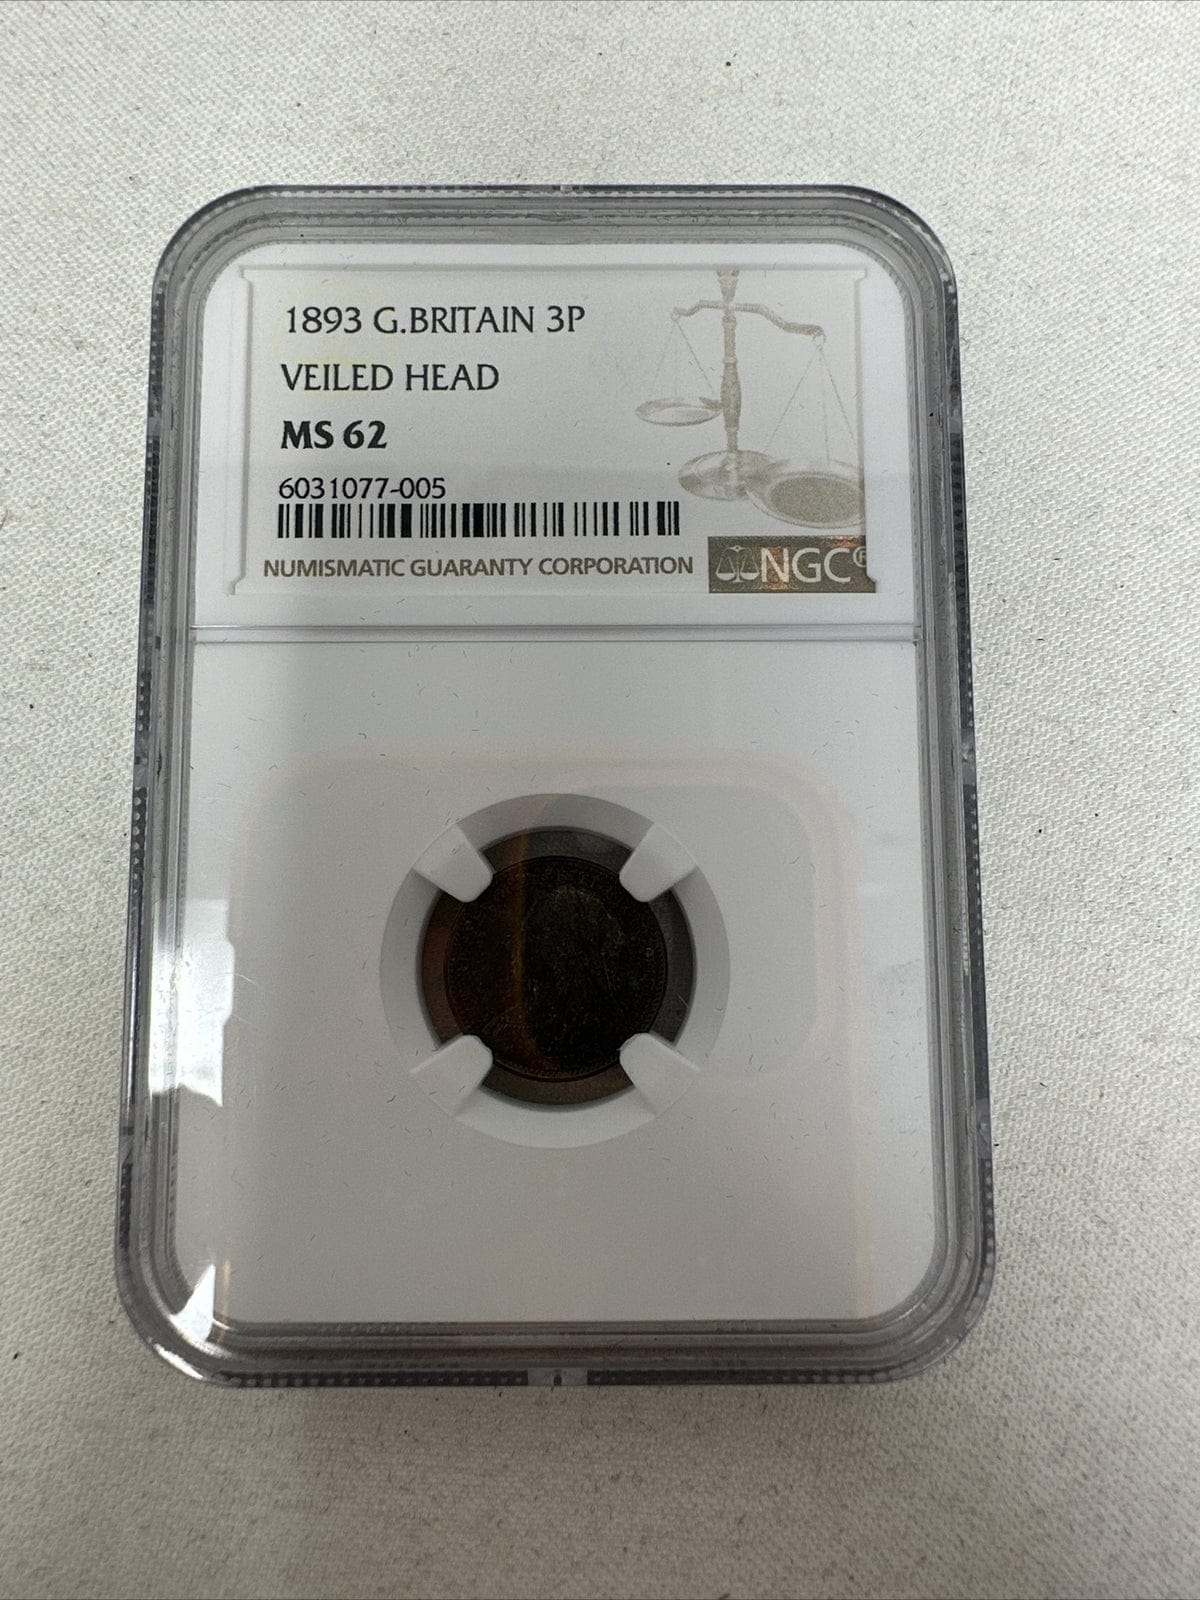 1893 G.BRITAIN 3P
VEILED HEAD
MS 62
6031077-005
NUMISMATIC GUARANTY CORPORATION
NGC®